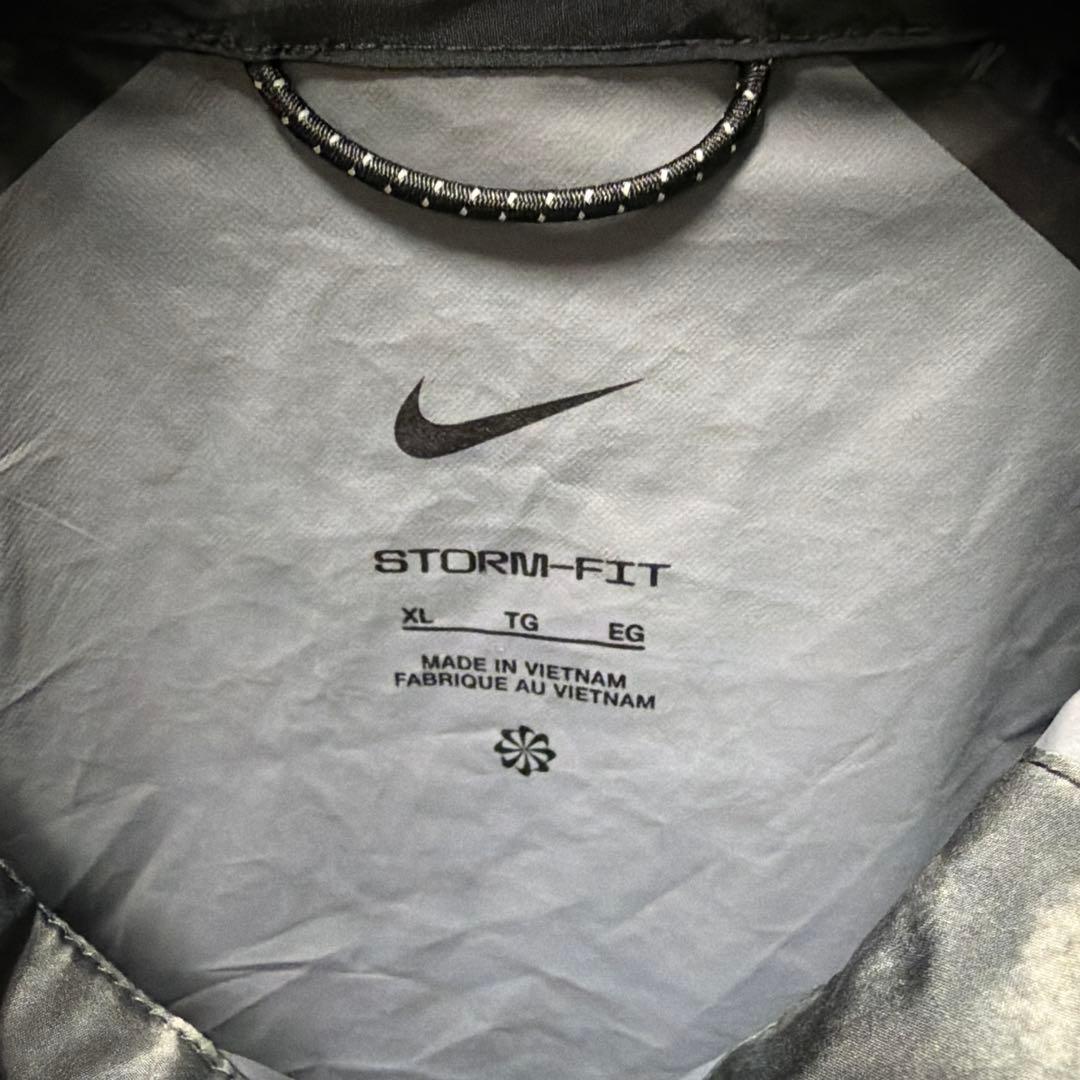 STORM-FIT
XL TG EG
MADE IN VIETNAM
FABRIQUE AU VIETNAM